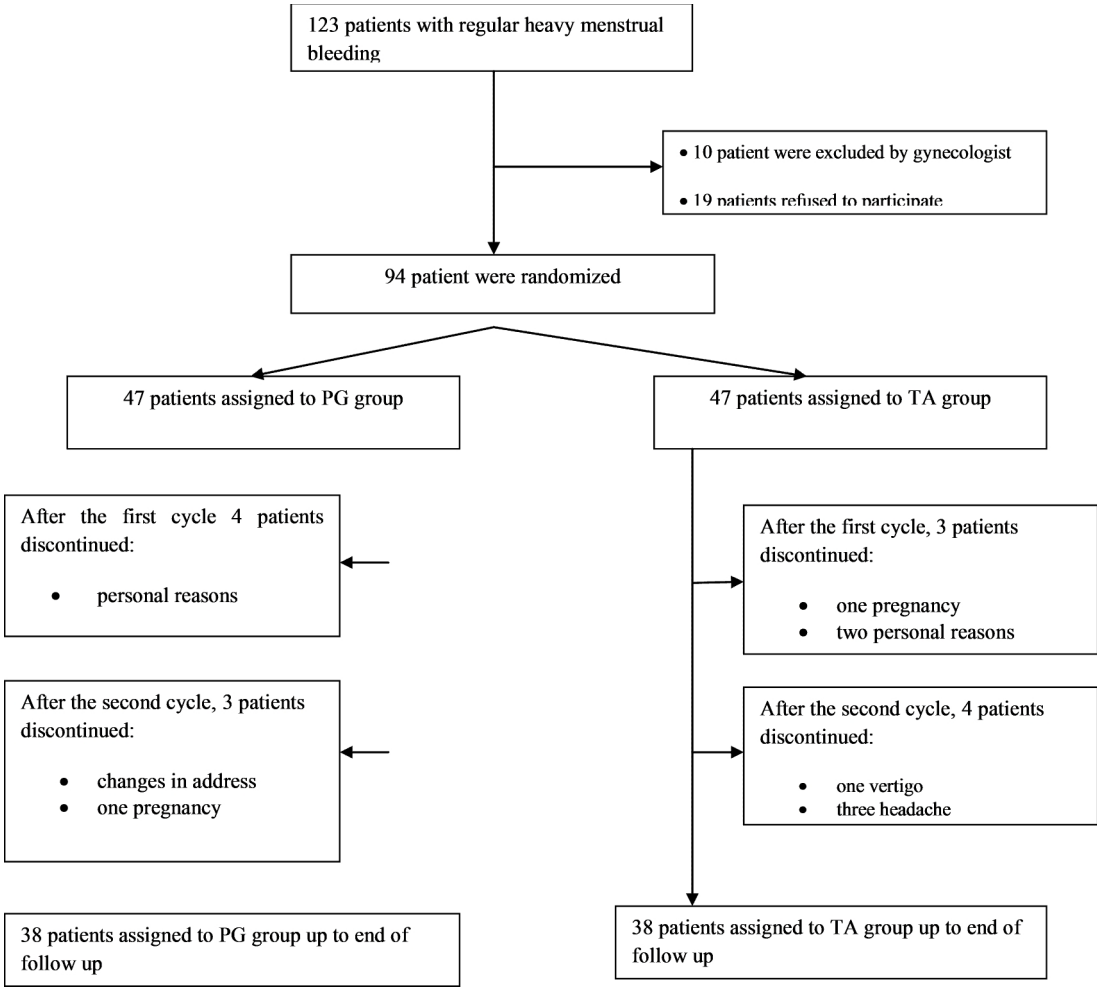 123 patients with regular heavy menstrual
bleeding
• 10 patient were excluded by gynecologist
• 19 patients refused to participate
94 patient were randomized
47 patients assigned to PG group
47 patients assigned to TA group
After the first cycle 4 patients
discontinued:
• personal reasons
After the first cycle, 3 patients
discontinued:
• one pregnancy
• two personal reasons
After the second cycle, 3 patients
discontinued:
• changes in address
• one pregnancy
After the second cycle, 4 patients
discontinued:
• one vertigo
• three headache
38 patients assigned to PG group up to end of
follow up
38 patients assigned to TA group up to end of
follow up